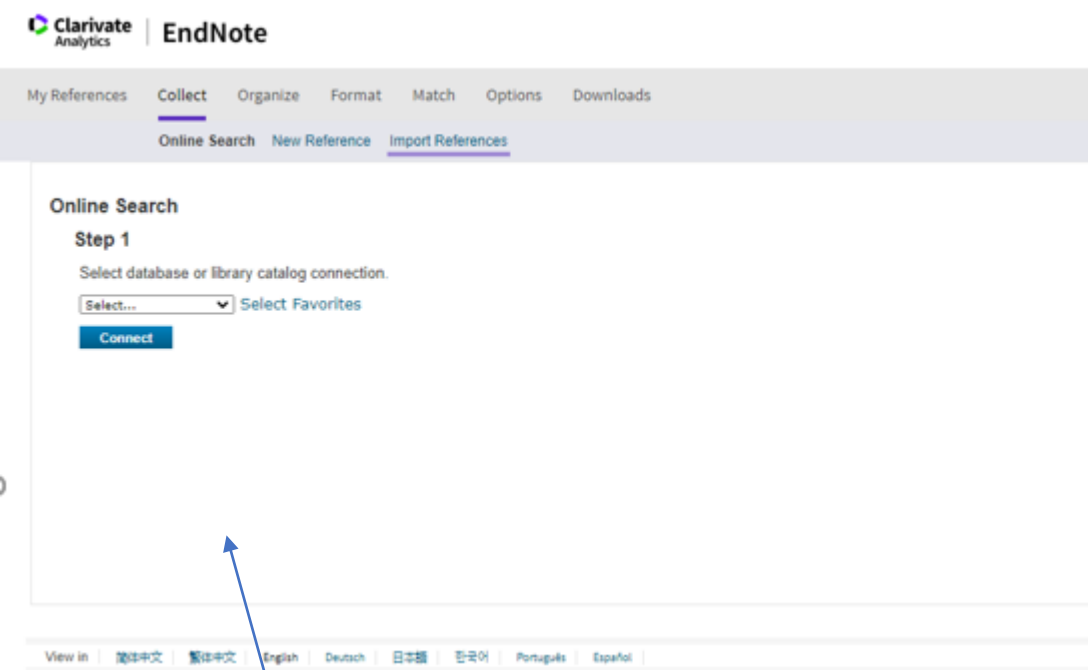 Clarivate
Analytics
EndNote
My References Collect Organize Format Match Options Downloads
Online Search New Reference Import References
Online Search
Step 1
Select database or library catalog connection.
Select... Select Favorites
Connect
View in 简体中文 繁体中文 English Deutsch 日本語 한국어 Português Español